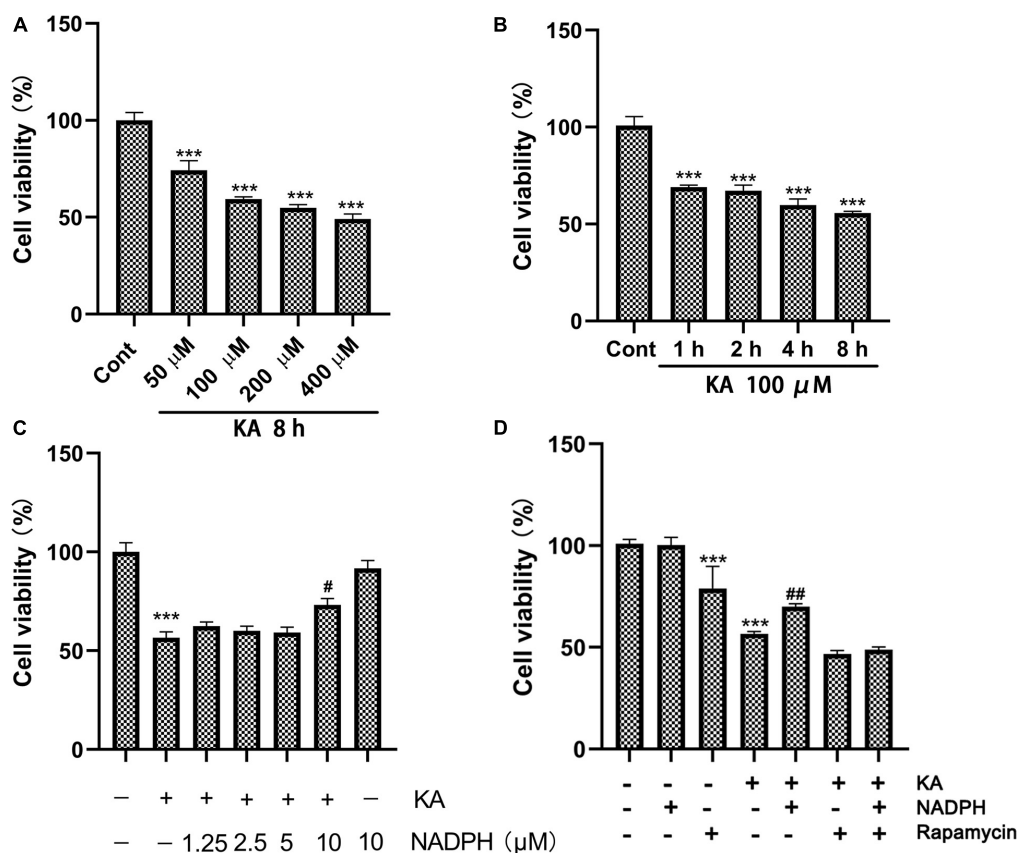 A
Cell viability (%)
150
100
50
0
***
***
***
***
Cont
50 μM
100 μM
200 μM
400 μM
KA 8 h
B
Cell viability (%)
150
100
50
0
***
***
***
***
Cont 1 h 2 h 4 h 8 h
KA 100 μM
C
Cell viability (%)
150
100
50
0
***
#
− + + + + + − KA
− − 1.25 2.5 5 10 10 NADPH (μM)
D
Cell viability (%)
150
100
50
0
***
***
##
- - - + + + + KA
- + - - + - + NADPH
- - + - - + + Rapamycin